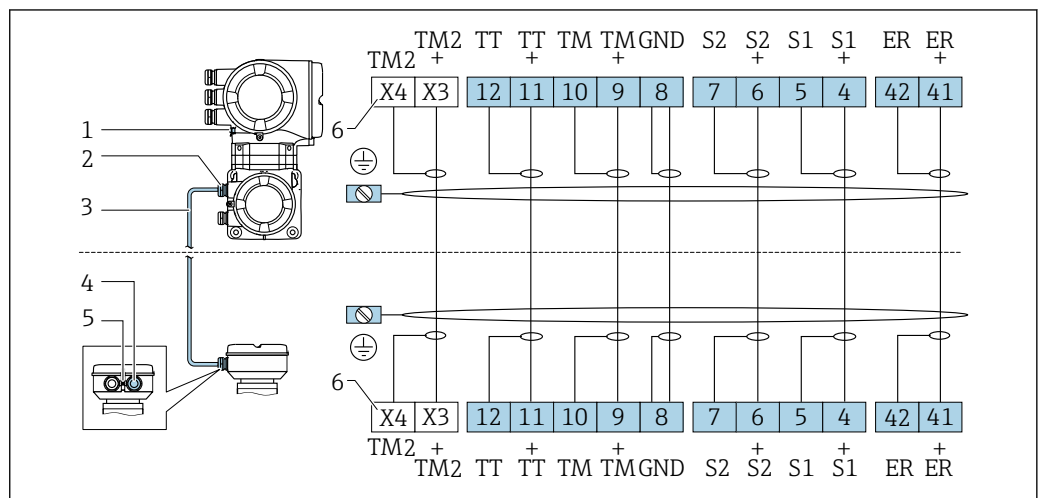 TM2 TT TT TM TM GND S2 S2 S1 S1 ER ER
TM2 + + + + + +
X4 X3 12 11 10 9 8 7 6 5 4 42 41
6
1
2
3
4
5
6
X4 X3 12 11 10 9 8 7 6 5 4 42 41
TM2 + + + + + +
TM2 TT TT TM TM GND S2 S2 S1 S1 ER ER